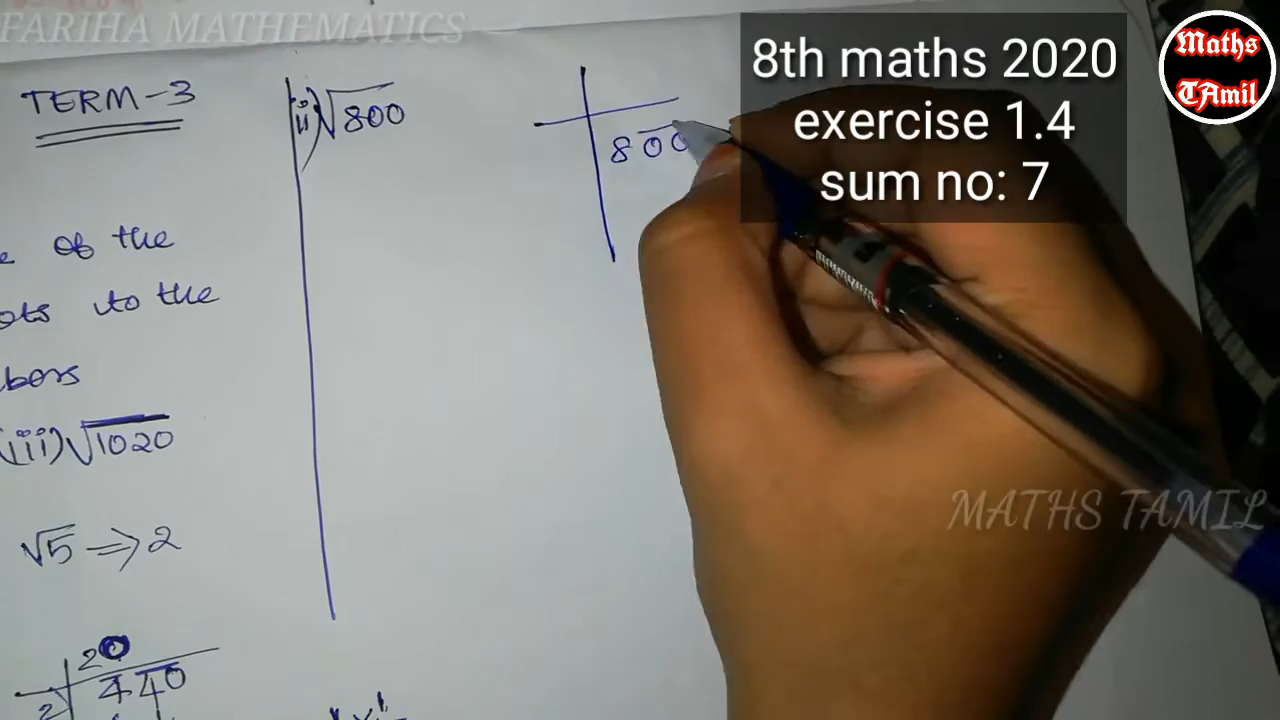 FARIHA MATHEMATICS
8th maths 2020
exercise 1.4
sum no: 7
Maths
TAmil
TERM-3
of the
to the
(iii)√1020
√5 ⇒ 2
20
440
2
ii)√800
800
MATHS TAMIL